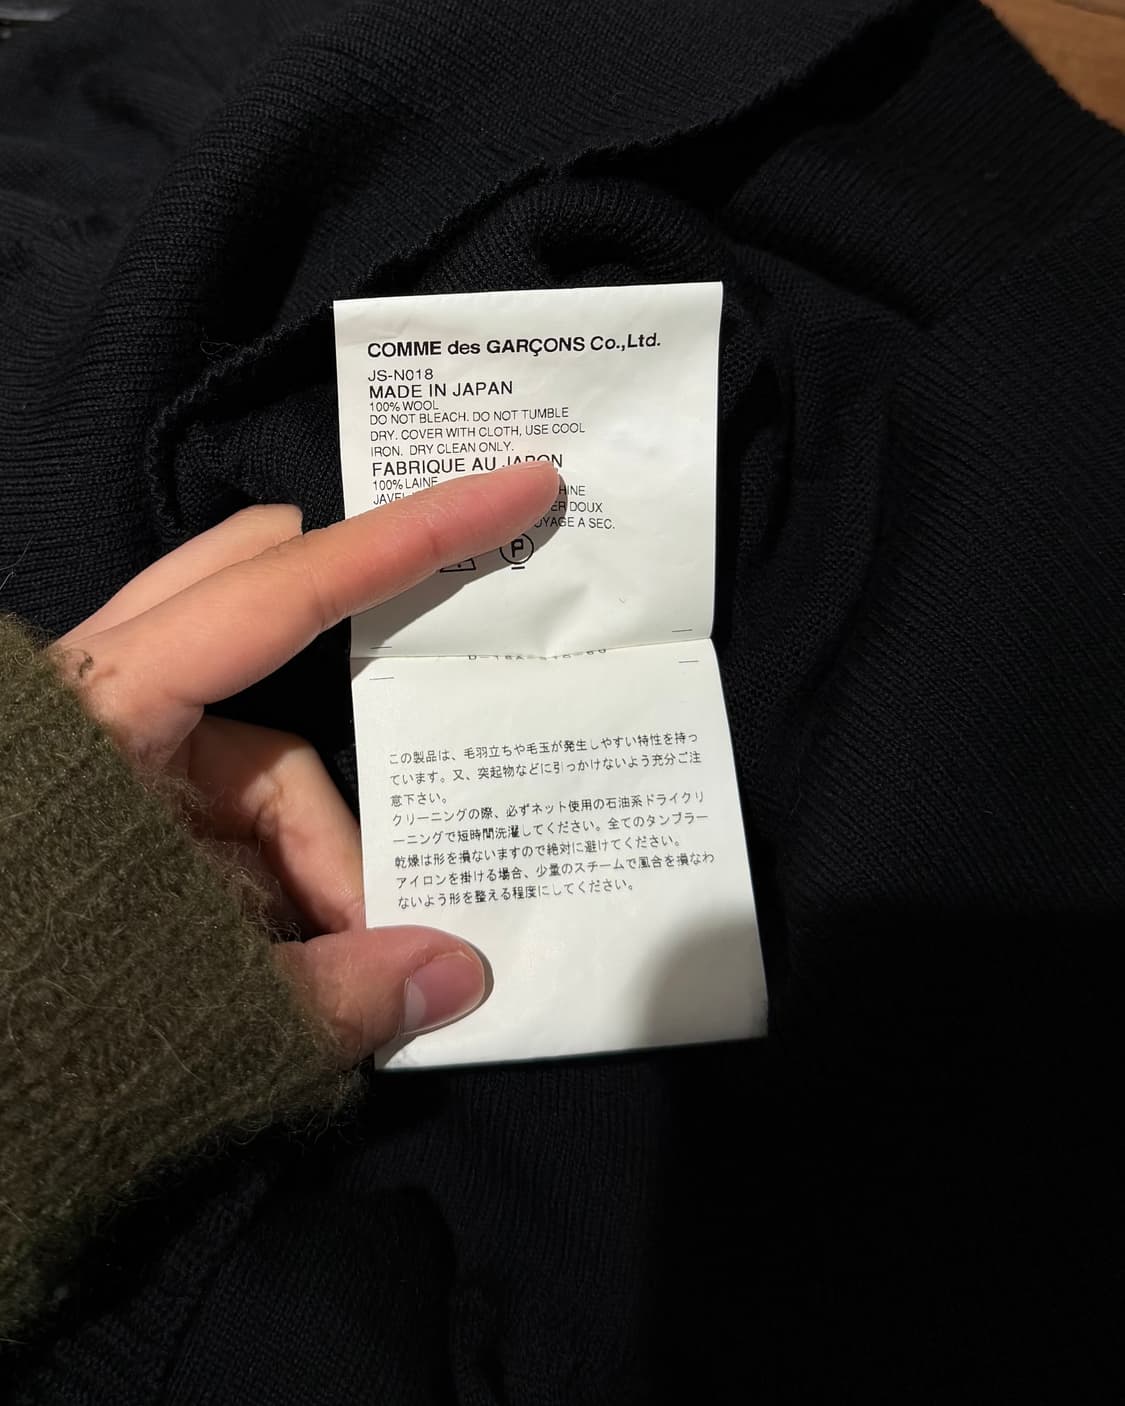 COMME des GARÇONS Co.,Ltd.
JS-N018
MADE IN JAPAN
100% WOOL
DO NOT BLEACH. DO NOT TUMBLE
DRY. COVER WITH CLOTH, USE COOL
IRON. DRY CLEAN ONLY.
FABRIQUE AU JAPON
100% LAINE
DOUX
A SEC.
P
この製品は、毛羽立ちや毛玉が発生しやすい特性を持っ
ています。又、突起物などに引っかけないよう充分ご注
意下さい。
クリーニングの際、必ずネット使用の石油系ドライクリ
ーニングで短時間洗濯してください。全てのタンブラー
乾燥は形を損ないますので絶対に避けてください。
アイロンを掛ける場合、少量のスチームで風合を損なわ
ないよう形を整える程度にしてください。